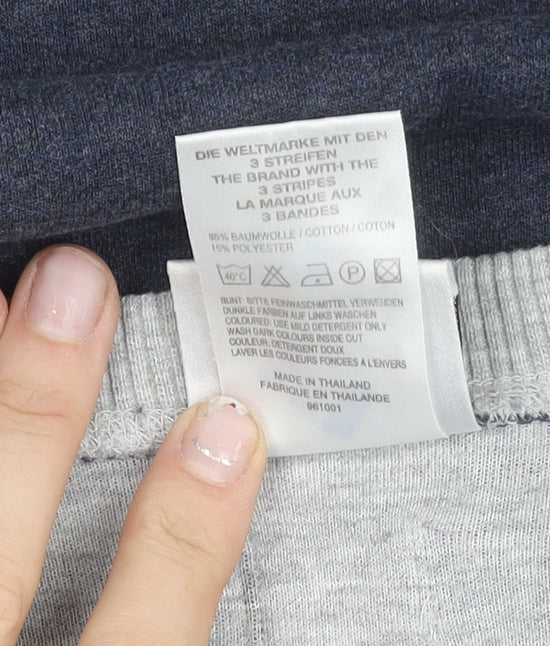 DIE WELTMARKE MIT DEN
3 STREIFEN
THE BRAND WITH THE
3 STRIPES
LA MARQUE AUX
3 BANDES
85% BAUMWOLLE / COTTON / COTON
15% POLYESTER
40°C P
BUNT: BITTE FEINWASCHMITTEL VERWENDEN
DUNKLE FARBEN AUF LINKS WASCHEN
COLOURED: USE MILD DETERGENT ONLY
WASH DARK COLOURS INSIDE OUT
COULEUR: DETERGENT DOUX
LAVER LES COULEURS FONCEES A L'ENVERS
MADE IN THAILAND
FABRIQUE EN THAILANDE
961001